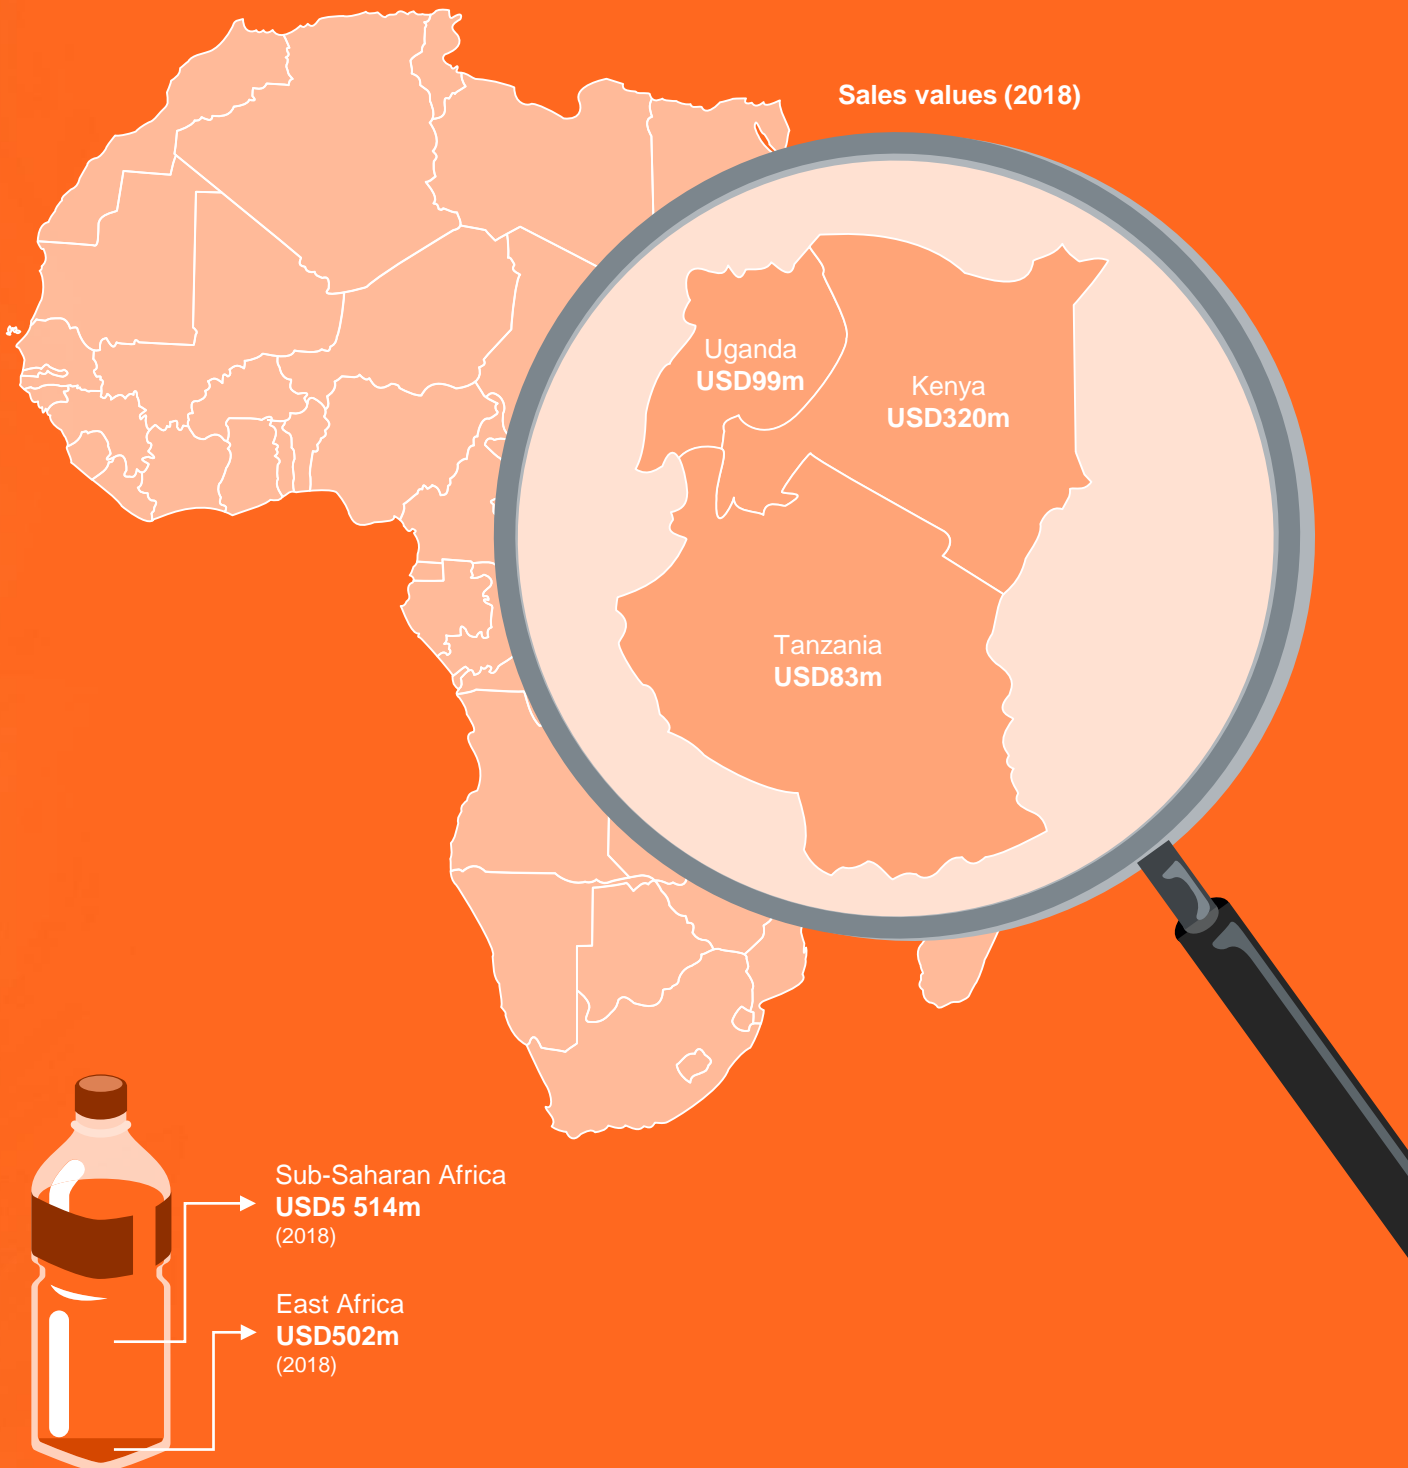 Sales values (2018)
Uganda
USD99m
Kenya
USD320m
Tanzania
USD83m
Sub-Saharan Africa
USD5 514m
(2018)
East Africa
USD502m
(2018)